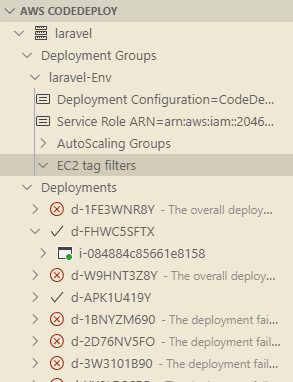 AWS CODEDEPLOY
laravel
Deployment Groups
laravel-Env
Deployment Configuration=CodeDe...
Service Role ARN=arn:aws:iam::2046...
AutoScaling Groups
EC2 tag filters
Deployments
d-1FE3WNR8Y - The overall deploy...
d-FHWC5SFTX
i-084884c85661e8158
d-W9HNT3Z8Y - The overall deploy...
d-APK1U419Y
d-1BNYZM690 - The deployment fai...
d-2D76NV5FO - The deployment fail...
d-3W3101B90 - The deployment fail...